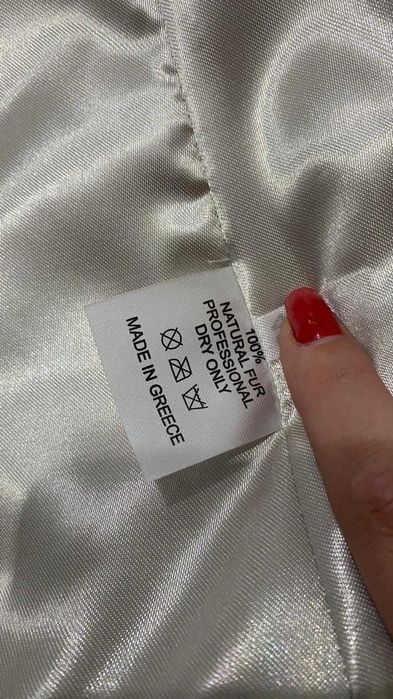 100%
NATURAL FUR
PROFESSIONAL
DRY ONLY
MADE IN GREECE